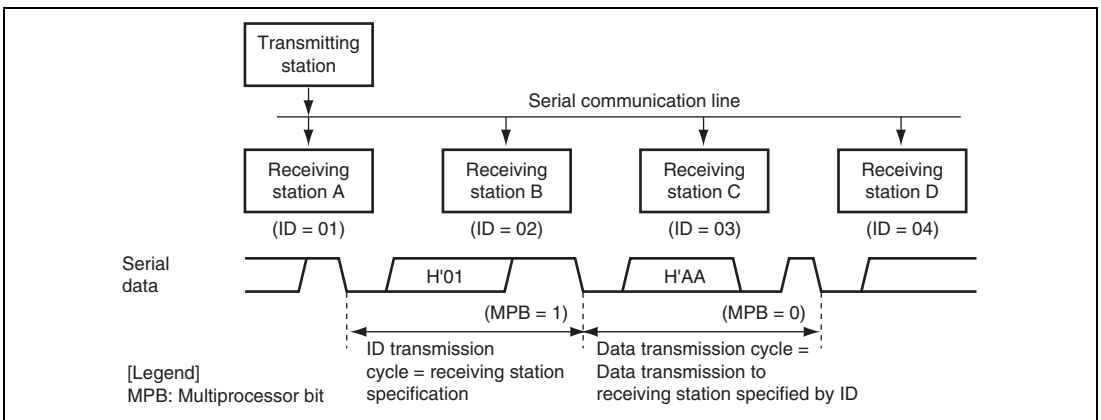 Transmitting
station
Serial communication line
Receiving
station A
Receiving
station B
Receiving
station C
Receiving
station D
(ID = 01)
(ID = 02)
(ID = 03)
(ID = 04)
Serial
data
H'01
H'AA
(MPB = 1)
(MPB = 0)
ID transmission
cycle = receiving station
specification
Data transmission cycle =
Data transmission to
receiving station specified by ID
[Legend]
MPB: Multiprocessor bit